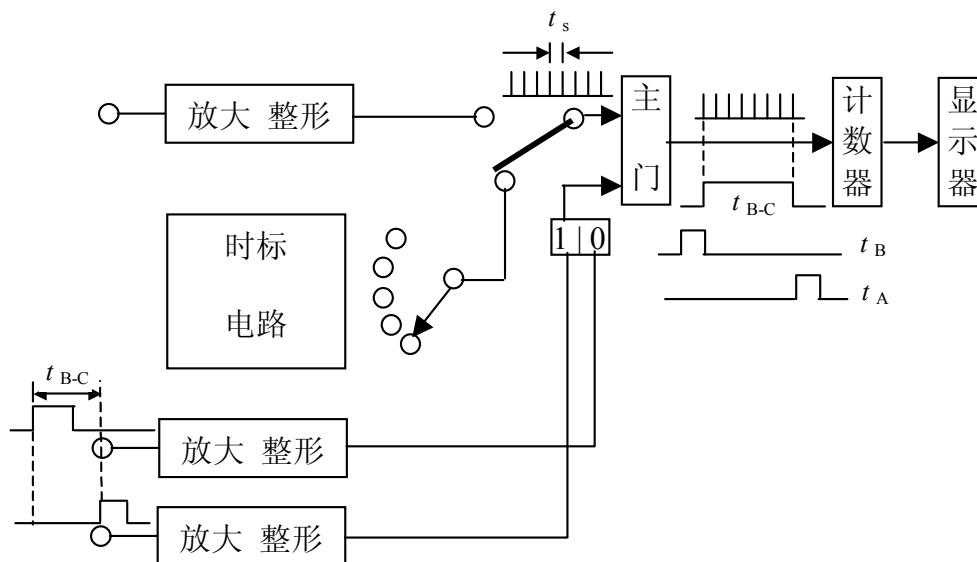 t s
放大 整形
主门
计数器
显示器
t B-C
1|0
时标
电路
t B
t A
t B-C
放大 整形
放大 整形